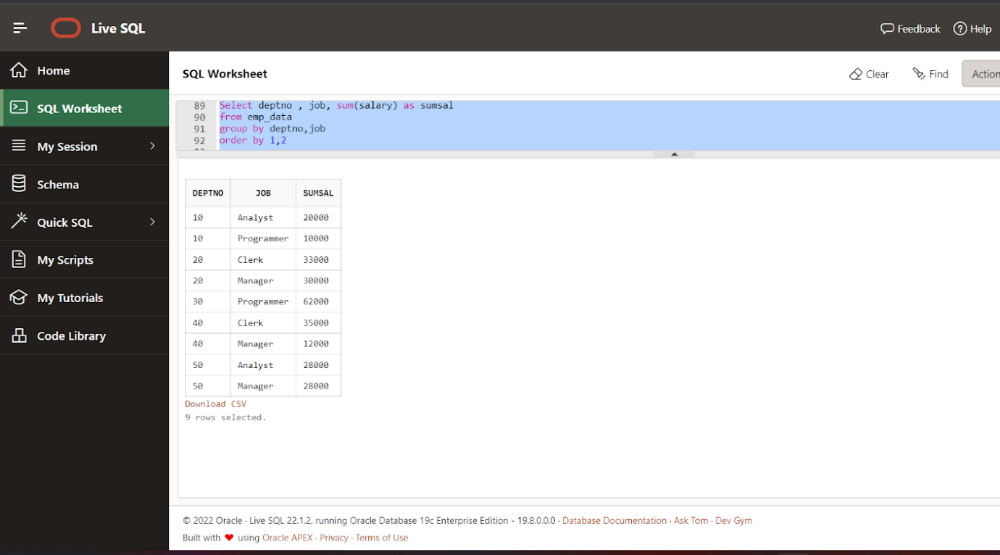 Live SQL
Feedback
Help
Home
SQL Worksheet
My Session
Schema
Quick SQL
My Scripts
My Tutorials
Code Library
SQL Worksheet
Clear
Find
Action
89 Select deptno , job, sum(salary) as sumsal
90 from emp_data
91 group by deptno,job
92 order by 1,2
DEPTNO JOB SUMSAL
10 Analyst 20000
10 Programmer 10000
20 Clerk 33000
20 Manager 30000
30 Programmer 62000
40 Clerk 35000
40 Manager 12000
50 Analyst 28000
50 Manager 28000
Download CSV
9 rows selected.
© 2022 Oracle · Live SQL 22.1.2, running Oracle Database 19c Enterprise Edition - 19.8.0.0.0 · Database Documentation · Ask Tom · Dev Gym
Built with ❤ using Oracle APEX · Privacy · Terms of Use